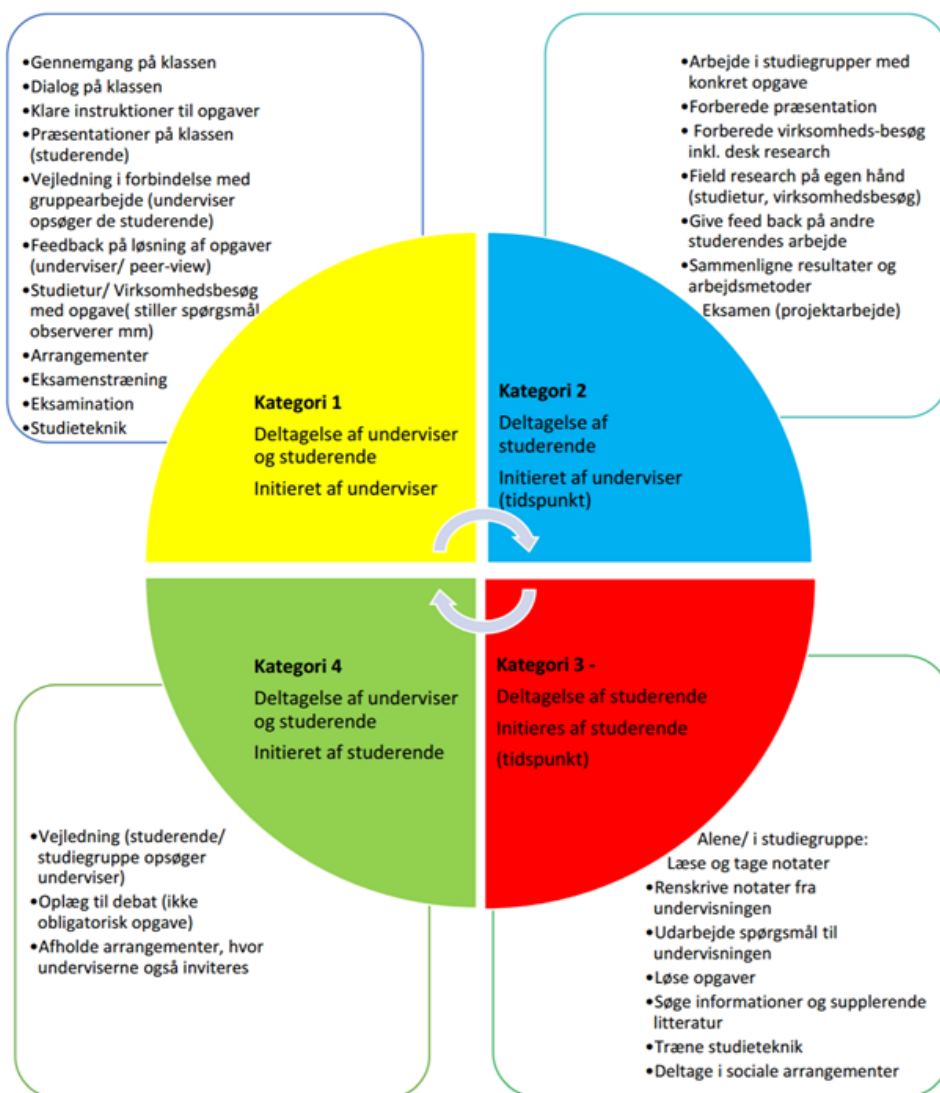 •Gennemgang på klassen
•Dialog på klassen
•Klare instruktioner til opgaver
•Præsentationer på klassen
(studerende)
•Vejledning i forbindelse med
gruppearbejde (underviser
opsøger de studerende)
•Feedback på løsning af opgaver
(underviser/ peer-view)
•Studietur/ Virksomhedsbesøg
med opgave( stiller spørgsmål
observerer mm)
•Arrangementer
•Eksamenstræning
•Eksamination
•Studieteknik
•Arbejde i studiegrupper med
konkret opgave
•Forberede præsentation
• Forberede virksomheds-besøg
inkl. desk research
•Field research på egen hånd
(studietur, virksomhedsbesøg)
•Give feed back på andre
studerendes arbejde
•Sammenligne resultater og
arbejdsmetoder
Eksamen (projektarbejde)
Kategori 1
Deltagelse af underviser
og studerende
Initieret af underviser
Kategori 2
Deltagelse af
studerende
Initieret af underviser
(tidspunkt)
Kategori 4
Deltagelse af underviser
og studerende
Initieret af studerende
Kategori 3 -
Deltagelse af studerende
Initieres af studerende
(tidspunkt)
•Vejledning (studerende/
studiegruppe opsøger
underviser)
•Oplæg til debat (ikke
obligatorisk opgave)
•Afholde arrangementer, hvor
underviserne også inviteres
Alene/ i studiegruppe:
Læse og tage notater
•Renskrive notater fra
undervisningen
•Udarbejde spørgsmål til
undervisningen
•Løse opgaver
•Søge informationer og supplerende
litteratur
•Træne studieteknik
•Deltage i sociale arrangementer